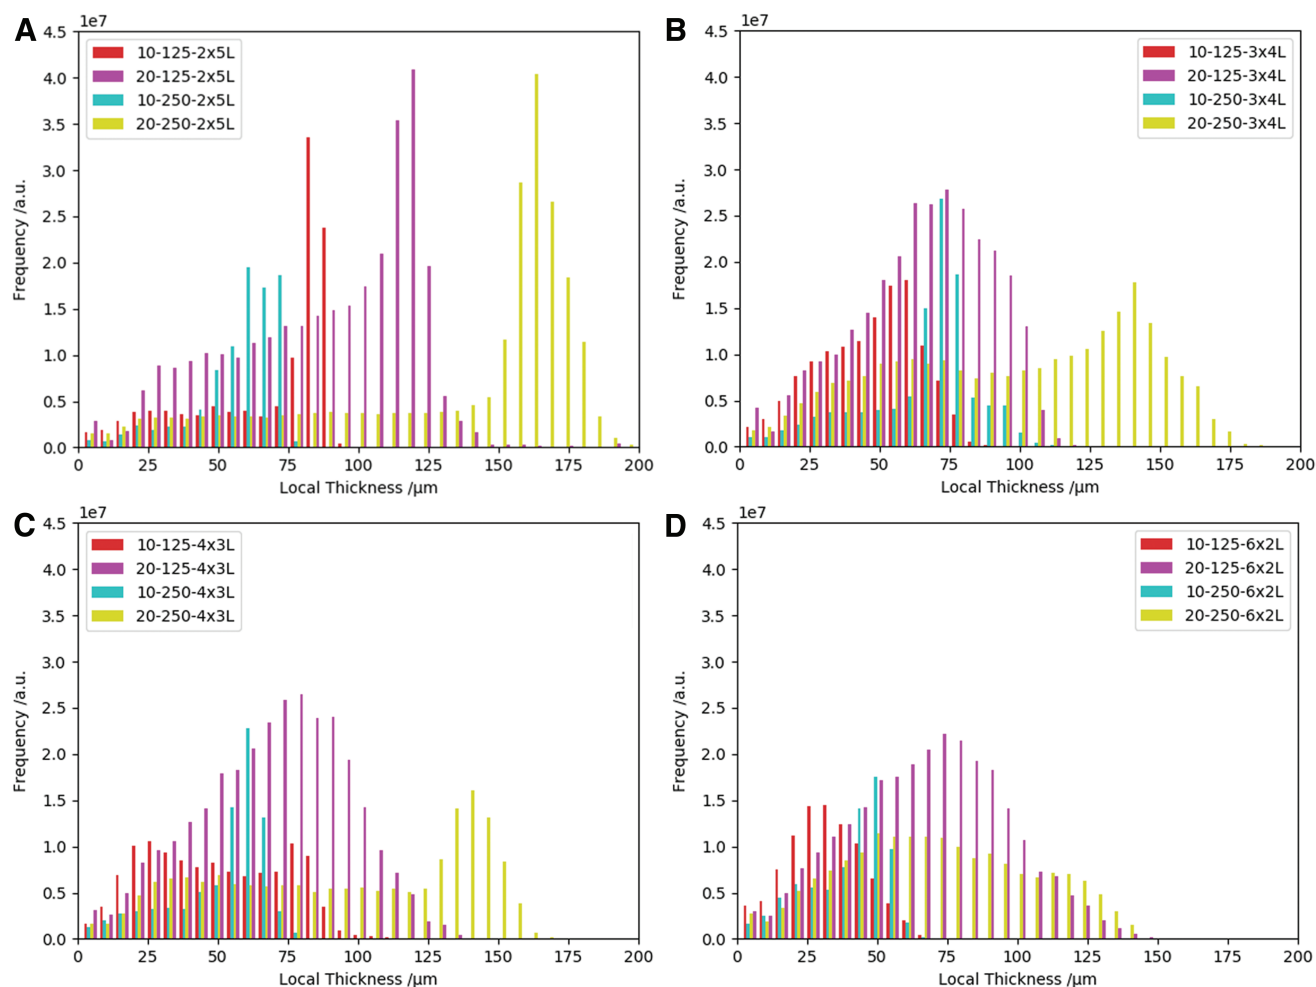 A
1e7
4.5
4.0
3.5
3.0
2.5
2.0
1.5
1.0
0.5
0.0
Frequency /a.u.
10-125-2x5L
20-125-2x5L
10-250-2x5L
20-250-2x5L
0 25 50 75 100 125 150 175 200
Local Thickness /µm
B
1e7
4.5
4.0
3.5
3.0
2.5
2.0
1.5
1.0
0.5
0.0
Frequency /a.u.
10-125-3x4L
20-125-3x4L
10-250-3x4L
20-250-3x4L
0 25 50 75 100 125 150 175 200
Local Thickness /µm
C
1e7
4.5
4.0
3.5
3.0
2.5
2.0
1.5
1.0
0.5
0.0
Frequency /a.u.
10-125-4x3L
20-125-4x3L
10-250-4x3L
20-250-4x3L
0 25 50 75 100 125 150 175 200
Local Thickness /µm
D
1e7
4.5
4.0
3.5
3.0
2.5
2.0
1.5
1.0
0.5
0.0
Frequency /a.u.
10-125-6x2L
20-125-6x2L
10-250-6x2L
20-250-6x2L
0 25 50 75 100 125 150 175 200
Local Thickness /µm